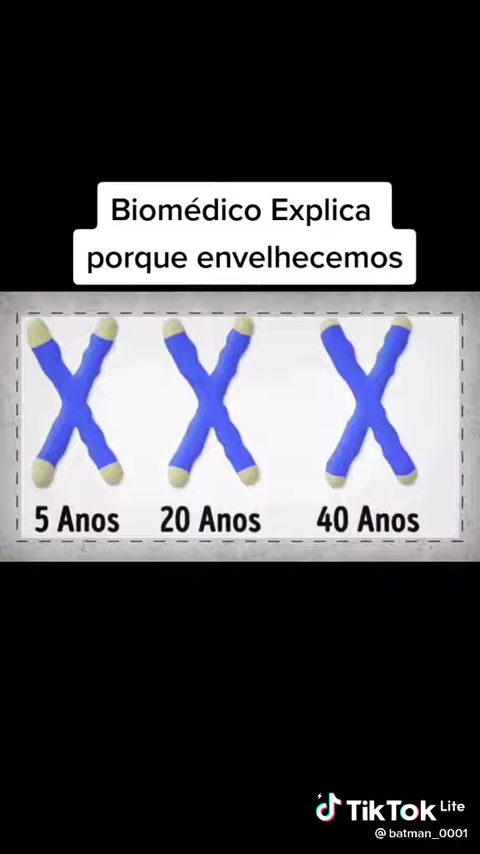 Biomédico Explica
porque envelhecemos
5 Anos 20 Anos 40 Anos
TikTok Lite
@batman_0001